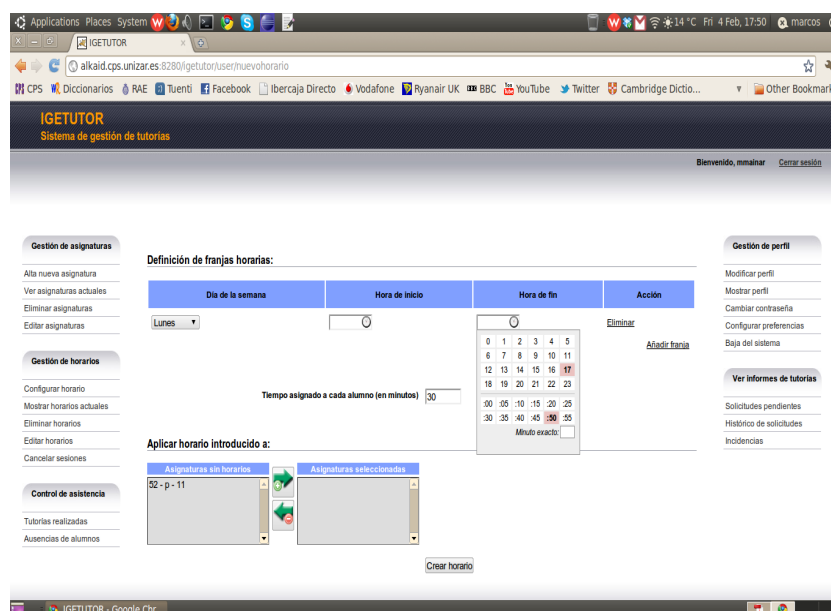 Applications Places System 14 °C Fri 4 Feb, 17:50 marcos
IGETUTOR
alkaid.cps.unizar.es:8280/igetutor/user/nuevohorario
CPS Diccionarios RAE Tuenti Facebook Ibercaja Directo Vodafone Ryanair UK BBC YouTube Twitter Cambridge Dictio... Other Bookmark
IGETUTOR
Sistema de gestión de tutorías
Bienvenido, mmainar Cerrar sesión
Gestión de asignaturas
Alta nueva asignatura
Ver asignaturas actuales
Eliminar asignaturas
Editar asignaturas
Gestión de horarios
Configurar horario
Mostrar horarios actuales
Eliminar horarios
Editar horarios
Cancelar sesiones
Control de asistencia
Tutorías realizadas
Ausencias de alumnos
Definición de franjas horarias:
Día de la semana Hora de inicio Hora de fin Acción
Lunes Eliminar
Añadir franja
0 1 2 3 4 5
6 7 8 9 10 11
12 13 14 15 16 17
18 19 20 21 22 23
:00 :05 :10 :15 :20 :25
:30 :35 :40 :45 :50 :55
Minuto exacto:
Tiempo asignado a cada alumno (en minutos) 30
Aplicar horario introducido a:
Asignaturas sin horarios Asignaturas seleccionadas
52 - p - 11
Crear horario
Gestión de perfil
Modificar perfil
Mostrar perfil
Cambiar contraseña
Configurar preferencias
Baja del sistema
Ver informes de tutorías
Solicitudes pendientes
Histórico de solicitudes
Incidencias
IGETUTOR - Google Chr...